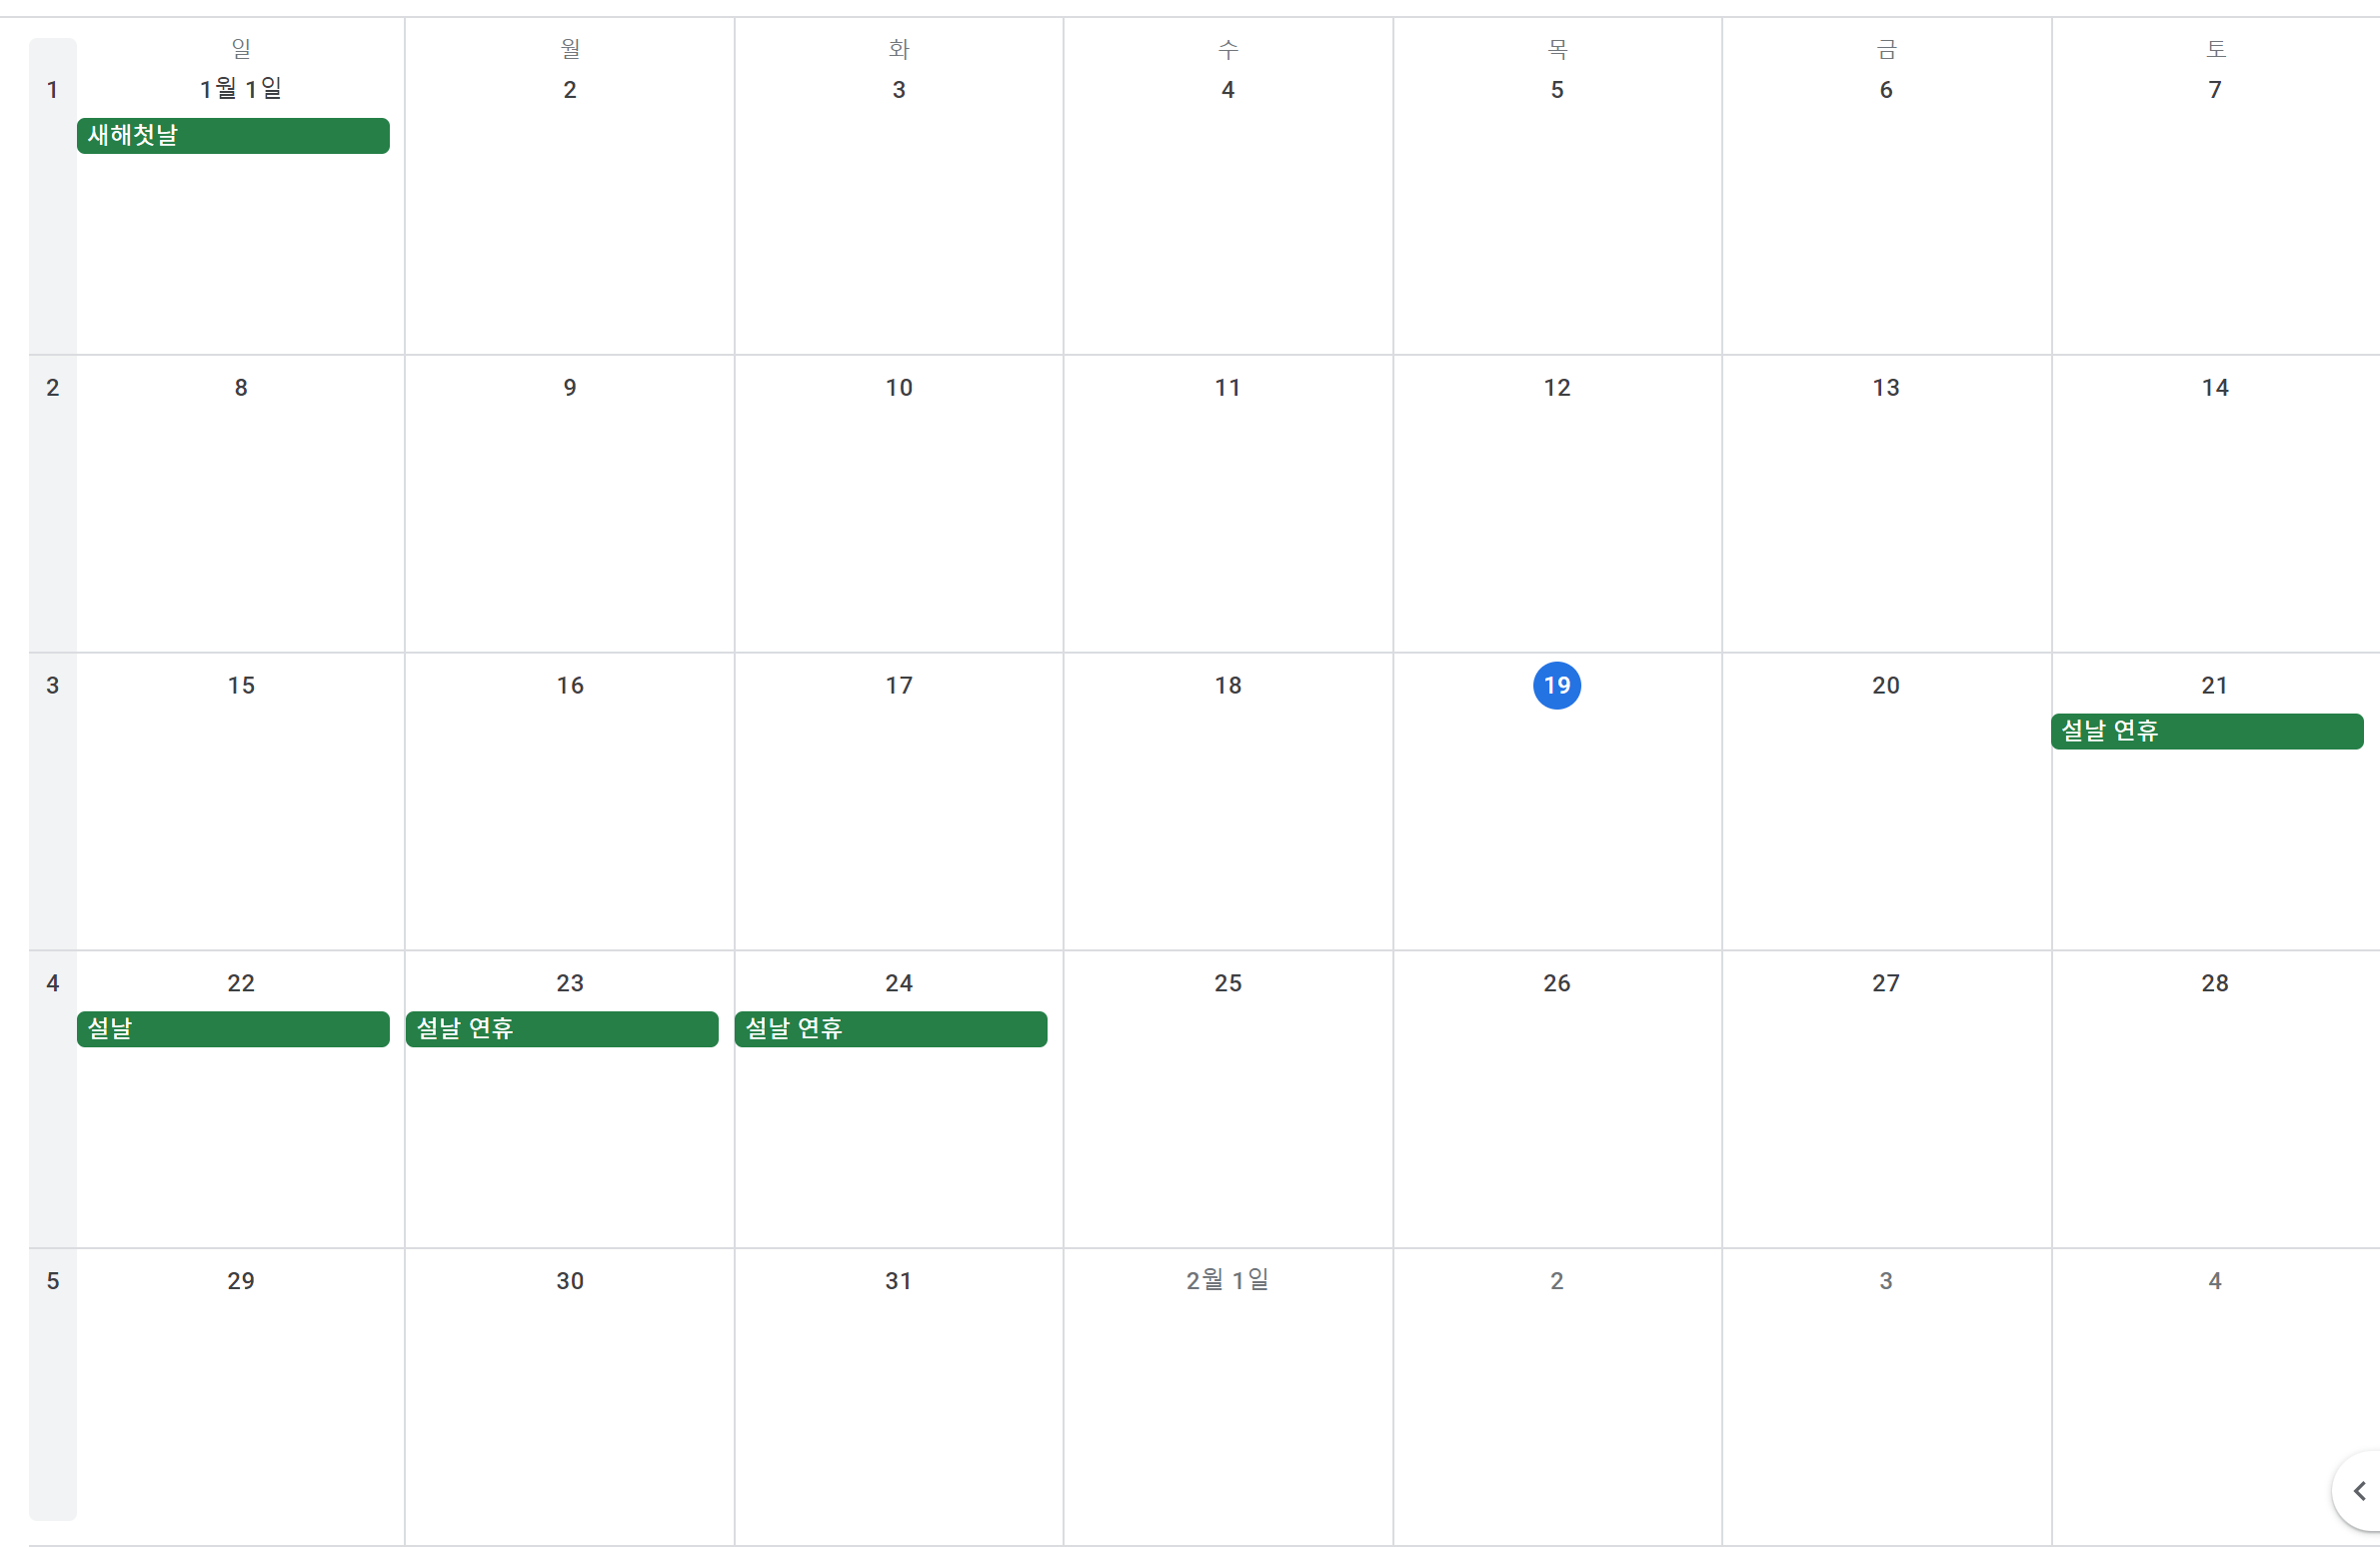 일 월 화 수 목 금 토
1 1월 1일 2 3 4 5 6 7
새해첫날
2 8 9 10 11 12 13 14
3 15 16 17 18 19 20 21
설날 연휴
4 22 23 24 25 26 27 28
설날 설날 연휴 설날 연휴
5 29 30 31 2월 1일 2 3 4